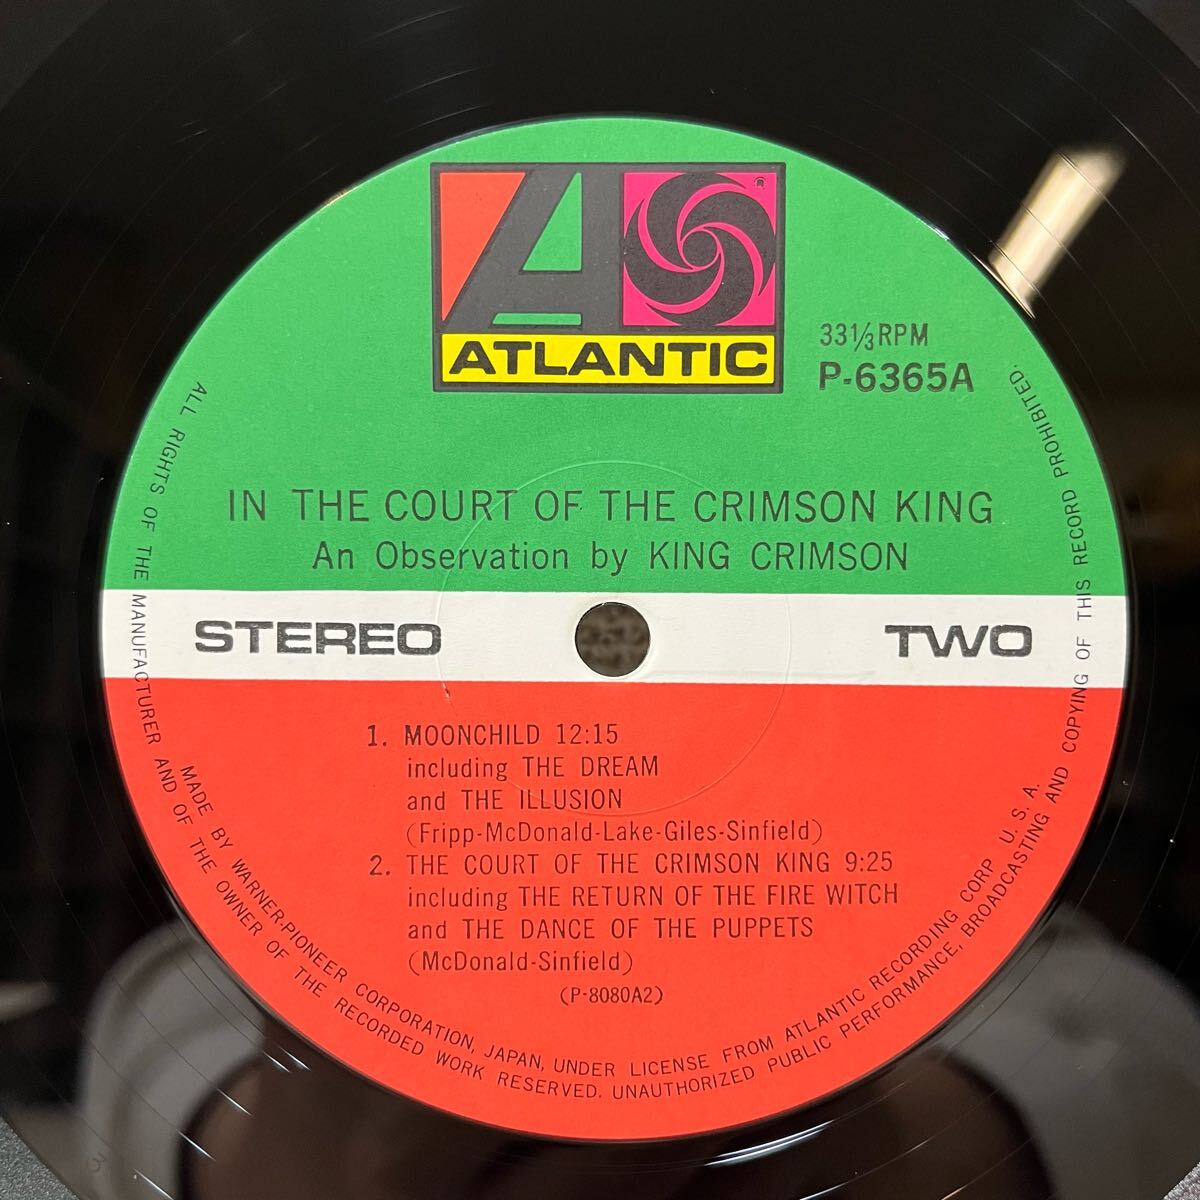 ATLANTIC
®
33⅓ RPM
P-6365A
IN THE COURT OF THE CRIMSON KING
An Observation by KING CRIMSON
STEREO
TWO
1. MOONCHILD 12:15
including THE DREAM
and THE ILLUSION
(Fripp-McDonald-Lake-Giles-Sinfield)
2. THE COURT OF THE CRIMSON KING 9:25
including THE RETURN OF THE FIRE WITCH
and THE DANCE OF THE PUPPETS
(McDonald-Sinfield)
(P-8080A2)
MADE BY WARNER-PIONEER CORPORATION, JAPAN, UNDER LICENSE FROM ATLANTIC RECORDING CORP U. S. A.
ALL RIGHTS OF THE MANUFACTURER AND OF THE OWNER OF THE RECORDED WORK RESERVED. UNAUTHORIZED PUBLIC PERFORMANCE, BROADCASTING AND COPYING OF THIS RECORD PROHIBITED.